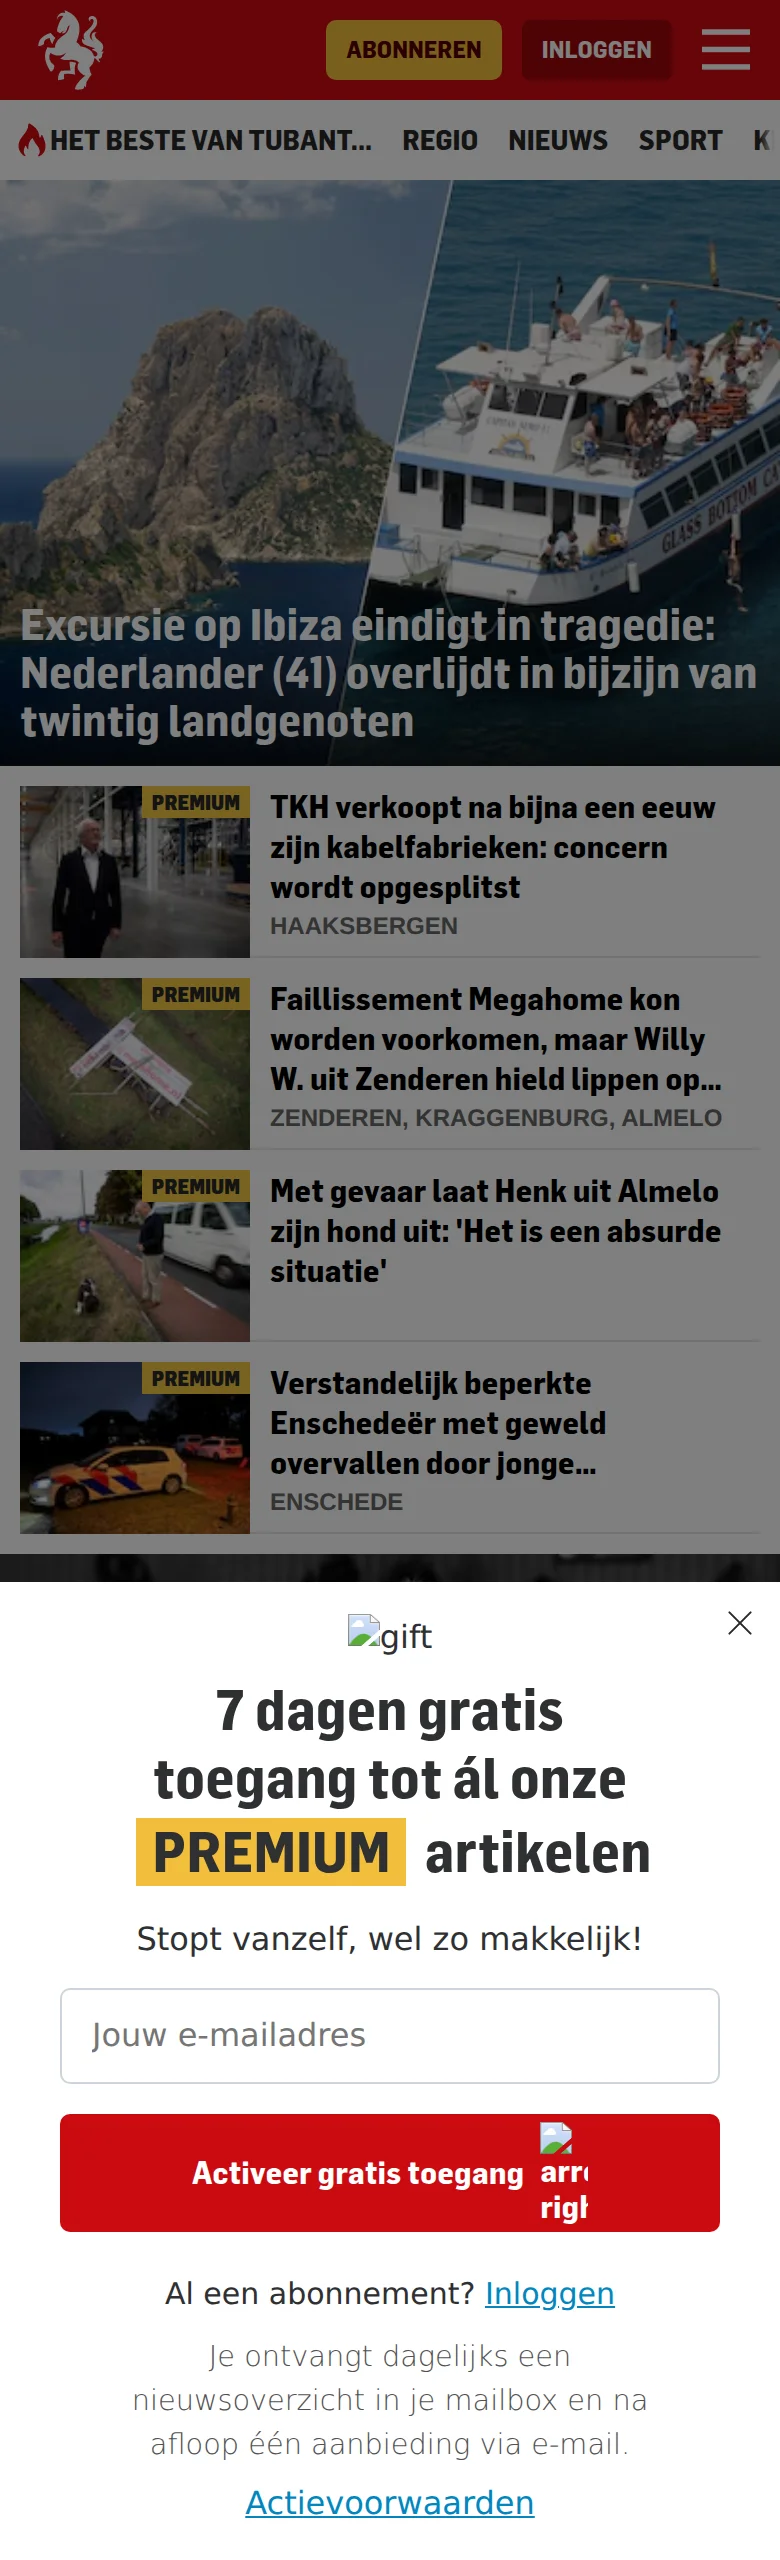 ABONNEREN
INLOGGEN
HET BESTE VAN TUBANT...
REGIO
NIEUWS
SPORT
Excursie op Ibiza eindigt in tragedie:
Nederlander (41) overlijdt in bijzijn van
twintig landgenoten
GLASS BOTTOM
PREMIUM
TKH verkoopt na bijna een eeuw
zijn kabelfabrieken: concern
wordt opgesplitst
HAAKSBERGEN
PREMIUM
Faillissement Megahome kon
worden voorkomen, maar Willy
W. uit Zenderen hield lippen op...
ZENDEREN, KRAGGENBURG, ALMELO
PREMIUM
Met gevaar laat Henk uit Almelo
zijn hond uit: 'Het is een absurde
situatie'
PREMIUM
Verstandelijk beperkte
Enschedeër met geweld
overvallen door jonge...
ENSCHEDE
gift
7 dagen gratis
toegang tot ál onze
PREMIUM artikelen
Stopt vanzelf, wel zo makkelijk!
Jouw e-mailadres
Activeer gratis toegang
Al een abonnement? Inloggen
Je ontvangt dagelijks een
nieuwsoverzicht in je mailbox en na
afloop één aanbieding via e-mail.
Actievoorwaarden